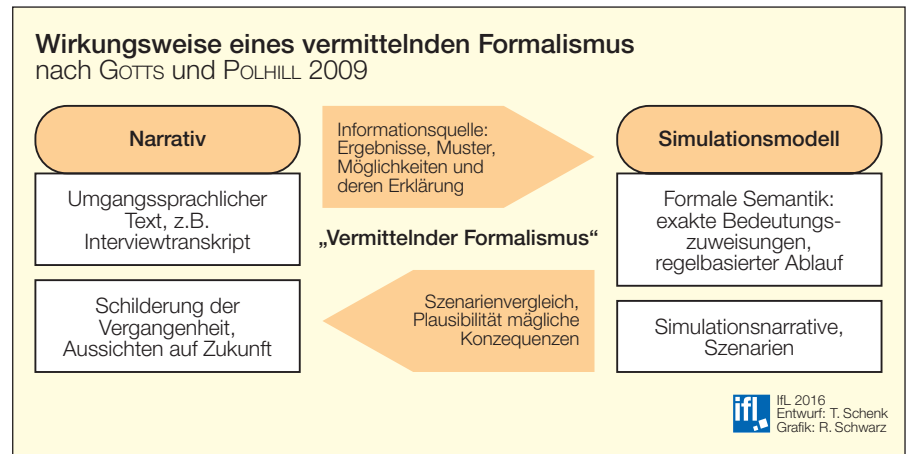 Wirkungsweise eines vermittelnden Formalismus
nach GOTTS und POLHILL 2009
Narrativ
Umgangssprachlicher
Text, z.B.
Interviewtranskript
Schilderung der
Vergangenheit,
Aussichten auf Zukunft
Informationsquelle:
Ergebnisse, Muster,
Möglichkeiten und
deren Erklärung
„Vermittelnder Formalismus“
Szenarienvergleich,
Plausibilität mägliche
Konzequenzen
Simulationsmodell
Formale Semantik:
exakte Bedeutungs-
zuweisungen,
regelbasierter Ablauf
Simulationsnarrative,
Szenarien
ifl
IfL 2016
Entwurf: T. Schenk
Grafik: R. Schwarz